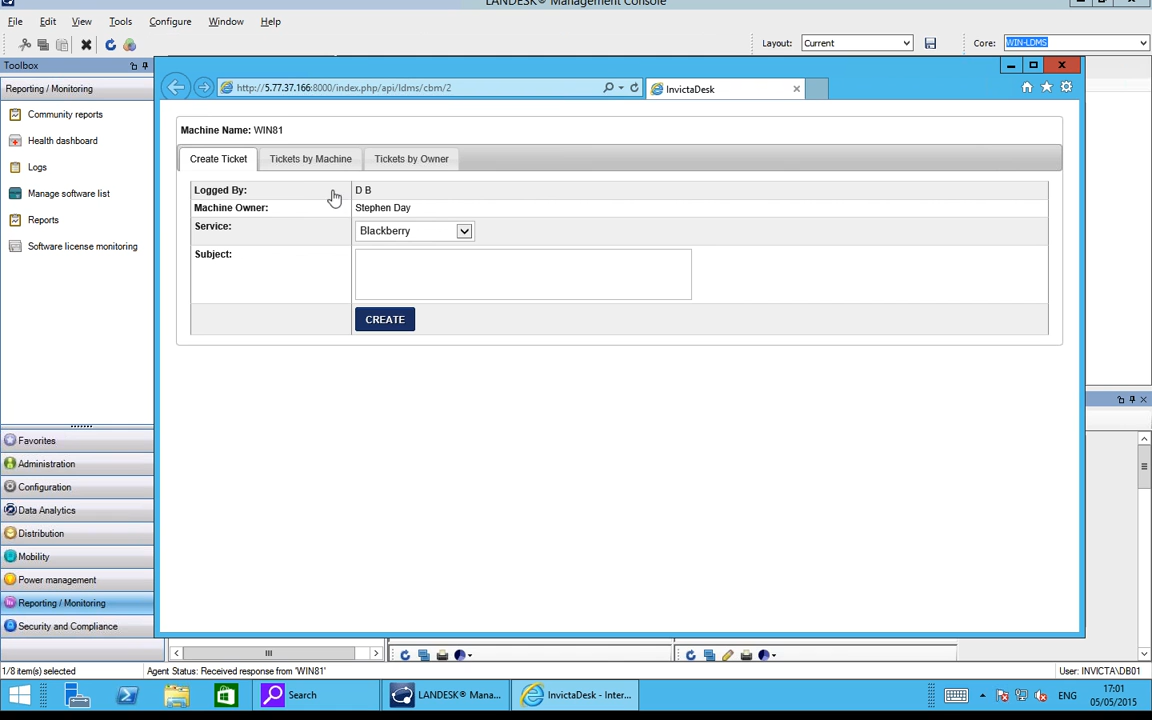 LANDESK® Management Console
File Edit View Tools Configure Window Help
Layout: Current Core: WIN-LDMS
Toolbox
Reporting / Monitoring
Community reports
Health dashboard
Logs
Manage software list
Reports
Software license monitoring
Favorites
Administration
Configuration
Data Analytics
Distribution
Mobility
Power management
Reporting / Monitoring
Security and Compliance
http://5.77.37.166:8000/index.php/api/ldms/cbm/2
InvictaDesk
Machine Name: WIN81
Create Ticket Tickets by Machine Tickets by Owner
Logged By: D B
Machine Owner: Stephen Day
Service: Blackberry
Subject:
CREATE
1/8 item(s) selected Agent Status: Received response from 'WIN81' User: INVICTA\DB01
Search LANDESK® Mana... InvictaDesk - Inter... ENG
17:01
05/05/2015